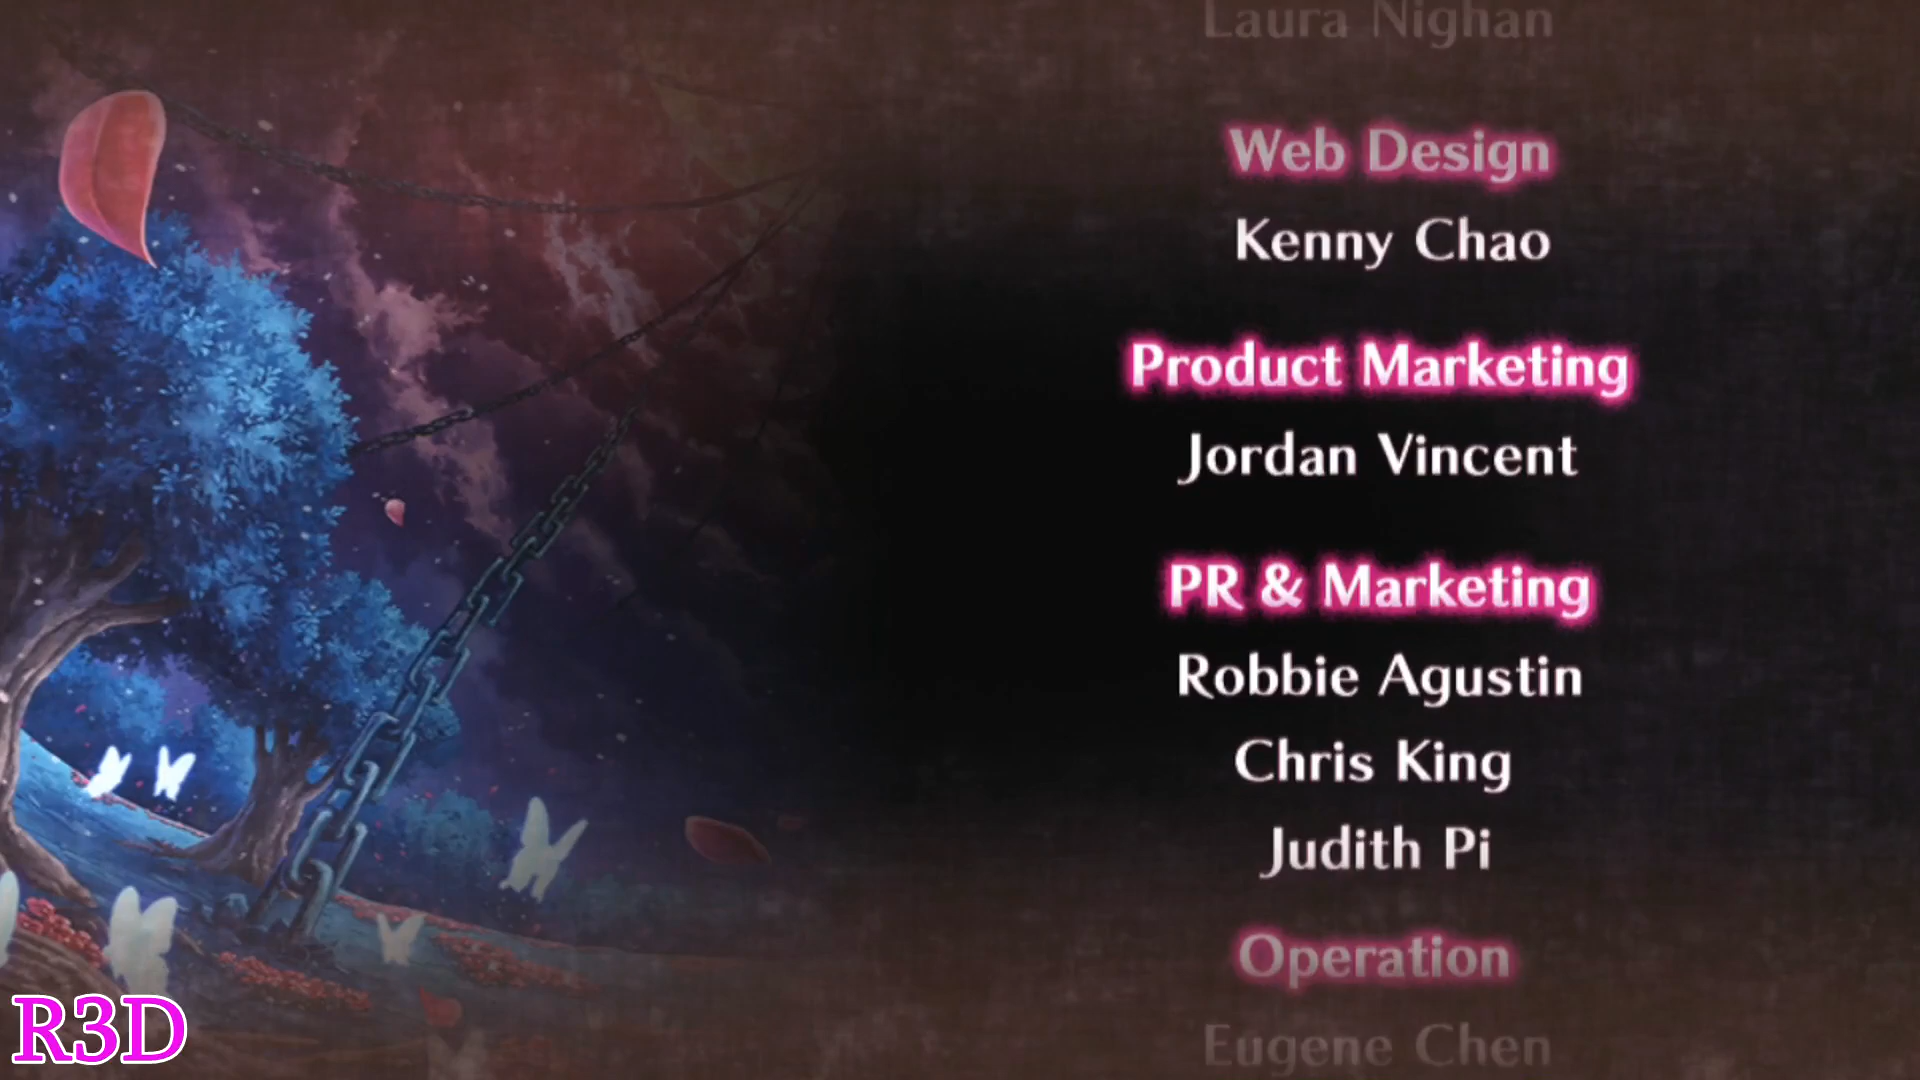 Laura Nighan
Web Design
Kenny Chao
Product Marketing
Jordan Vincent
PR & Marketing
Robbie Agustin
Chris King
Judith Pi
Operation
Eugene Chen
R3D